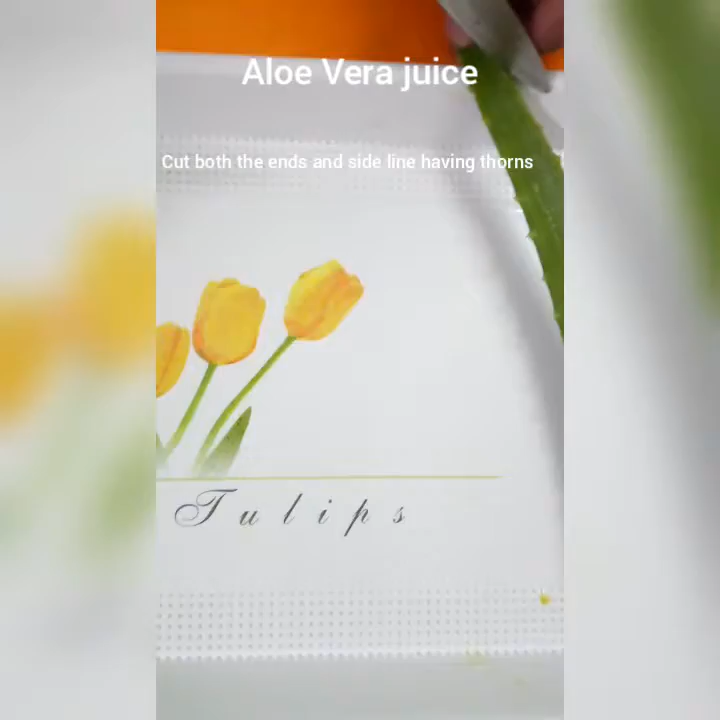 Aloe Vera juice
Cut both the ends and side line having thorns
Tulips